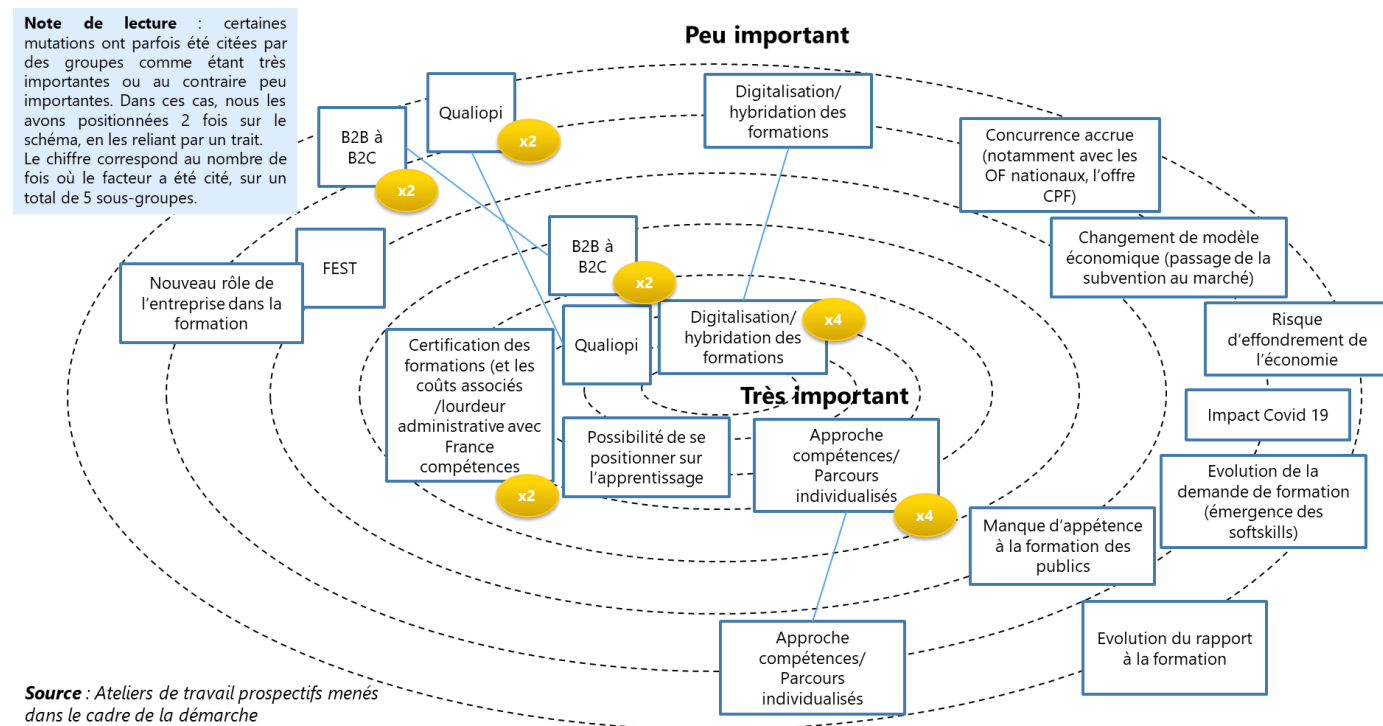 Note de lecture : certaines
mutations ont parfois été citées par
des groupes comme étant très
importantes ou au contraire peu
importantes. Dans ces cas, nous les
avons positionnées 2 fois sur le
schéma, en les reliant par un trait.
Le chiffre correspond au nombre de
fois où le facteur a été cité, sur un
total de 5 sous-groupes.
Peu important
Qualiopi
x2
B2B à
B2C
x2
Digitalisation/
hybridation des
formations
Concurrence accrue
(notamment avec les
OF nationaux, l’offre
CPF)
FEST
Nouveau rôle de
l’entreprise dans la
formation
B2B à
B2C
x2
Changement de modèle
économique (passage de la
subvention au marché)
Qualiopi
Digitalisation/
hybridation des
formations
x4
Risque
d’effondrement de
l’économie
Certification des
formations (et les
coûts associés
/lourdeur
administrative avec
France
compétences
x2
Très important
Impact Covid 19
Possibilité de se
positionner sur
l’apprentissage
Approche
compétences/
Parcours
individualisés
x4
Evolution de la
demande de formation
(émergence des
softskills)
Manque d’appétence
à la formation des
publics
Approche
compétences/
Parcours
individualisés
Evolution du rapport
à la formation
Source : Ateliers de travail prospectifs menés
dans le cadre de la démarche